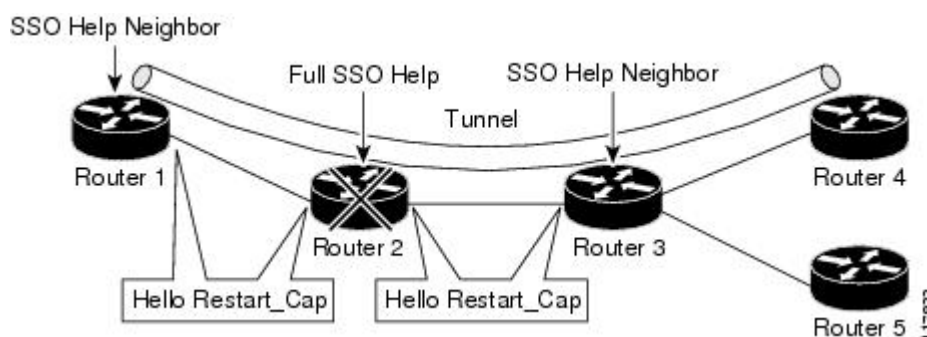 SSO Help Neighbor
Full SSO Help
SSO Help Neighbor
Tunnel
Router 1
Router 4
Router 2
Router 3
Hello Restart_Cap
Hello Restart_Cap
Router 5